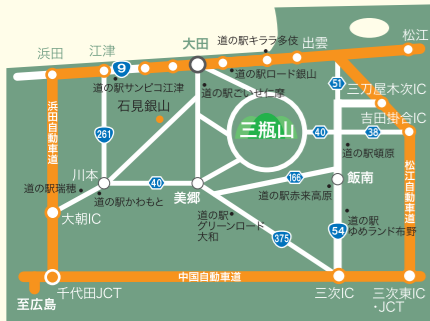 浜田
江津
9
大田
道の駅キララ多伎
出雲
松江
道の駅サンピコ江津
道の駅ロード銀山
道の駅ごいせ仁摩
51
三刀屋木次IC
石見銀山
吉田掛合IC
浜田自動車道
261
三瓶山
40
38
道の駅頓原
松江自動車道
川本
道の駅瑞穂
40
166
飯南
道の駅かわもと
美郷
道の駅赤来高原
大朝IC
道の駅
グリーンロード
大和
道の駅
ゆめランド布野
375
54
中国自動車道
至広島
千代田JCT
三次IC
三次東IC
・JCT